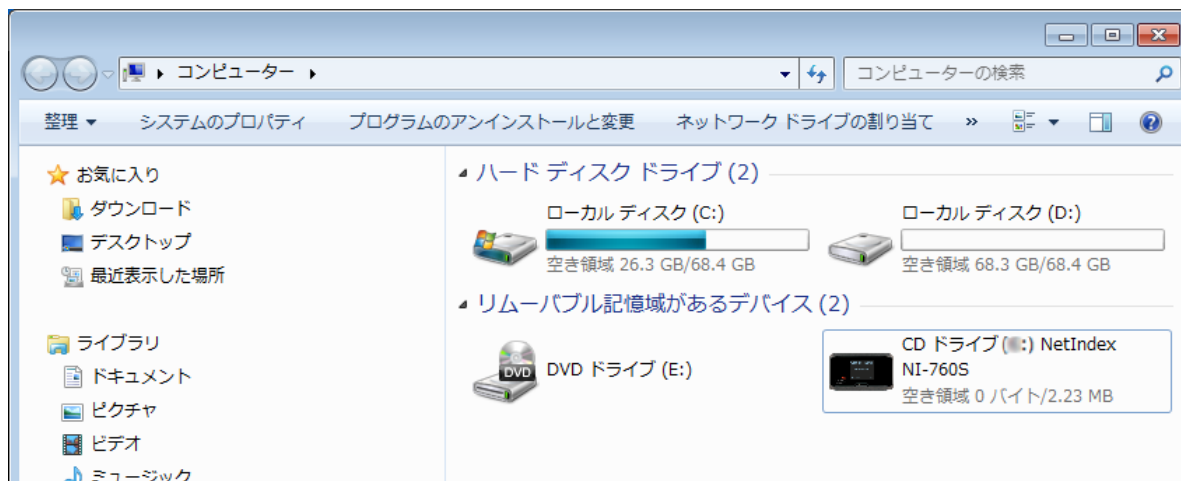 コンピューター
コンピューターの検索
整理
システムのプロパティ
プログラムのアンインストールと変更
ネットワーク ドライブの割り当て
»
お気に入り
ダウンロード
デスクトップ
最近表示した場所
ライブラリ
ドキュメント
ピクチャ
ビデオ
ミュージック
ハード ディスク ドライブ (2)
ローカル ディスク (C:)
空き領域 26.3 GB/68.4 GB
ローカル ディスク (D:)
空き領域 68.3 GB/68.4 GB
リムーバブル記憶域があるデバイス (2)
DVD
DVD ドライブ (E:)
CD ドライブ ( :) NetIndex
NI-760S
空き領域 0 バイト/2.23 MB